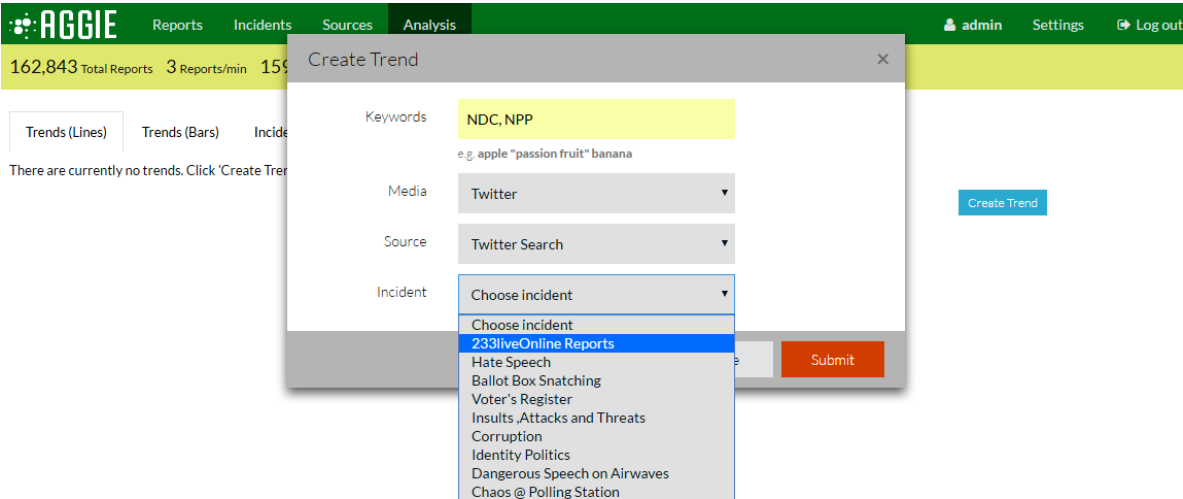 AGGIE Reports Incidents Sources Analysis admin Settings Log out
162,843 Total Reports 3 Reports/min 159
Create Trend ×
Keywords NDC, NPP
e.g. apple "passion fruit" banana
Trends (Lines) Trends (Bars) Incide
There are currently no trends. Click 'Create Tren
Media Twitter
Create Trend
Source Twitter Search
Incident Choose incident
Choose incident
233liveOnline Reports
Hate Speech
Submit
Ballot Box Snatching
Voter's Register
Insults ,Attacks and Threats
Corruption
Identity Politics
Dangerous Speech on Airwaves
Chaos @ Polling Station